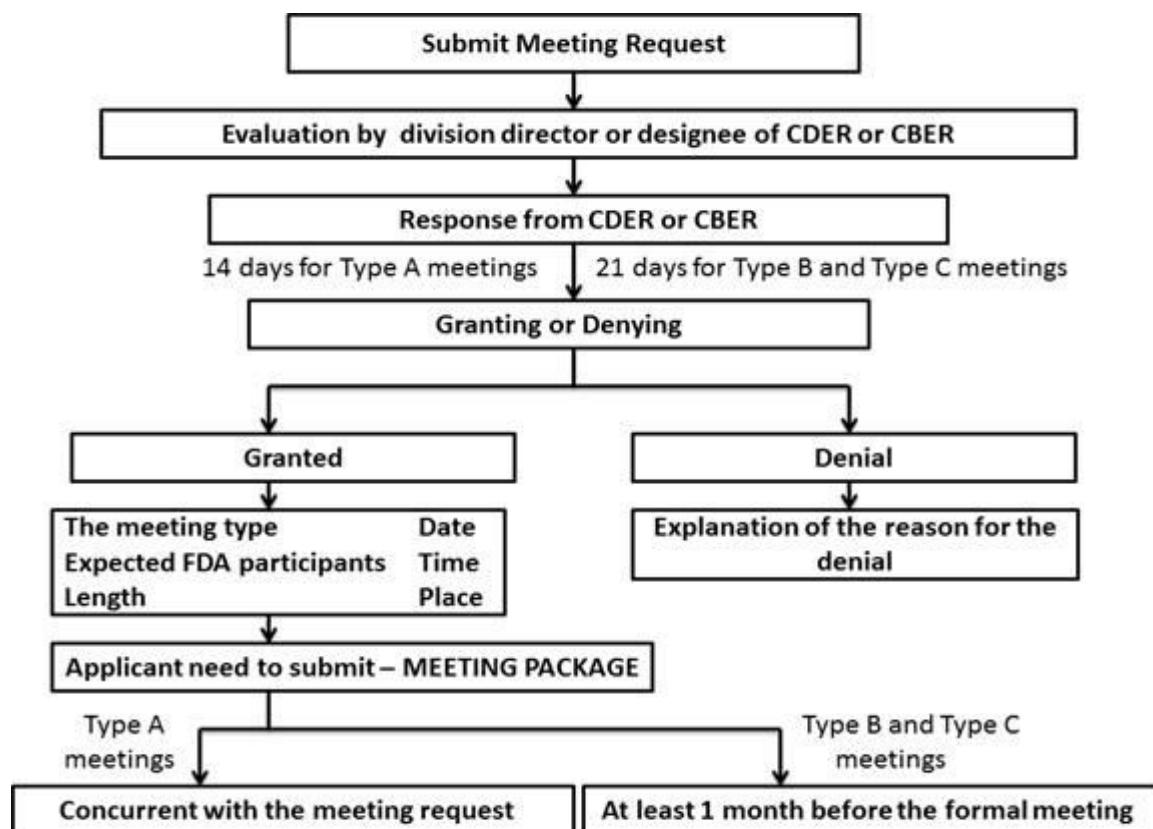 Submit Meeting Request
Evaluation by division director or designee of CDER or CBER
Response from CDER or CBER
14 days for Type A meetings
21 days for Type B and Type C meetings
Granting or Denying
Granted
Denial
The meeting type Date
Expected FDA participants Time
Length Place
Explanation of the reason for the
denial
Applicant need to submit – MEETING PACKAGE
Type A
meetings
Type B and Type C
meetings
Concurrent with the meeting request
At least 1 month before the formal meeting